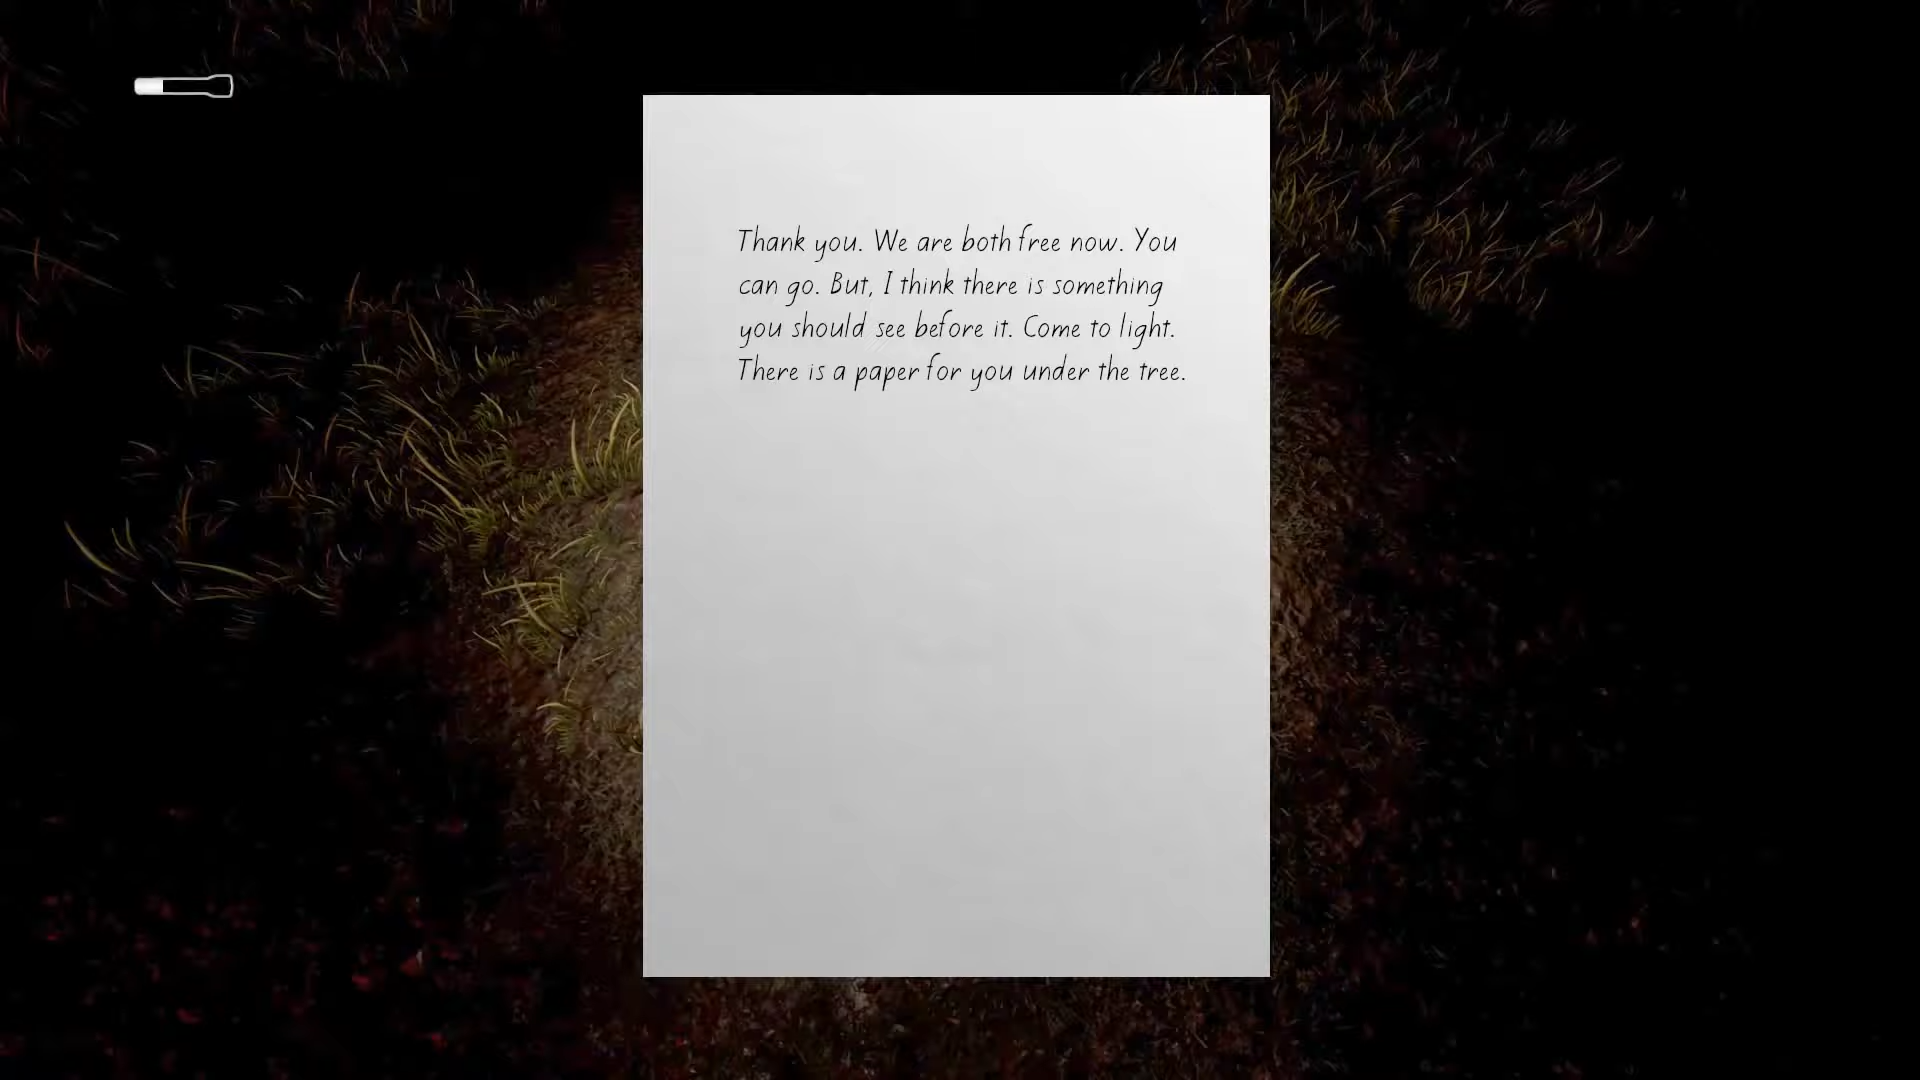 Thank you. We are both free now. You
can go. But, I think there is something
you should see before it. Come to light.
There is a paper for you under the tree.